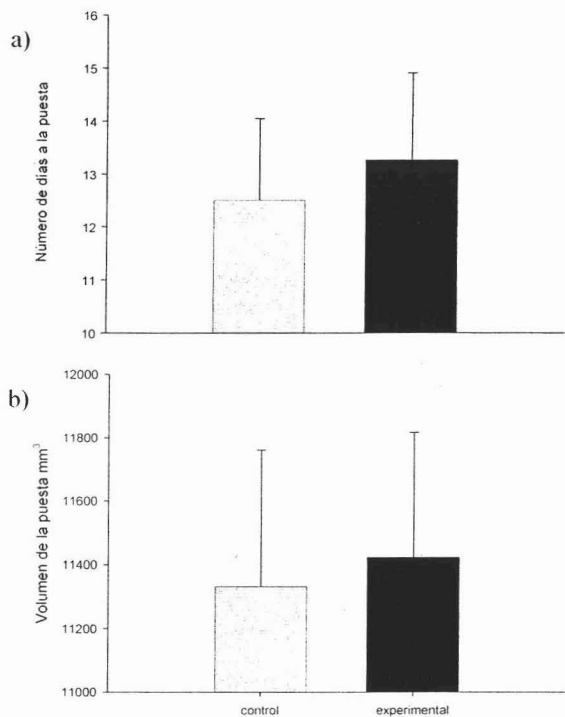 a)
Número de días a la puesta
16
15
14
13
12
11
10
b)
Volumen de la puesta mm³
12000
11800
11600
11400
11200
11000
control
experimental